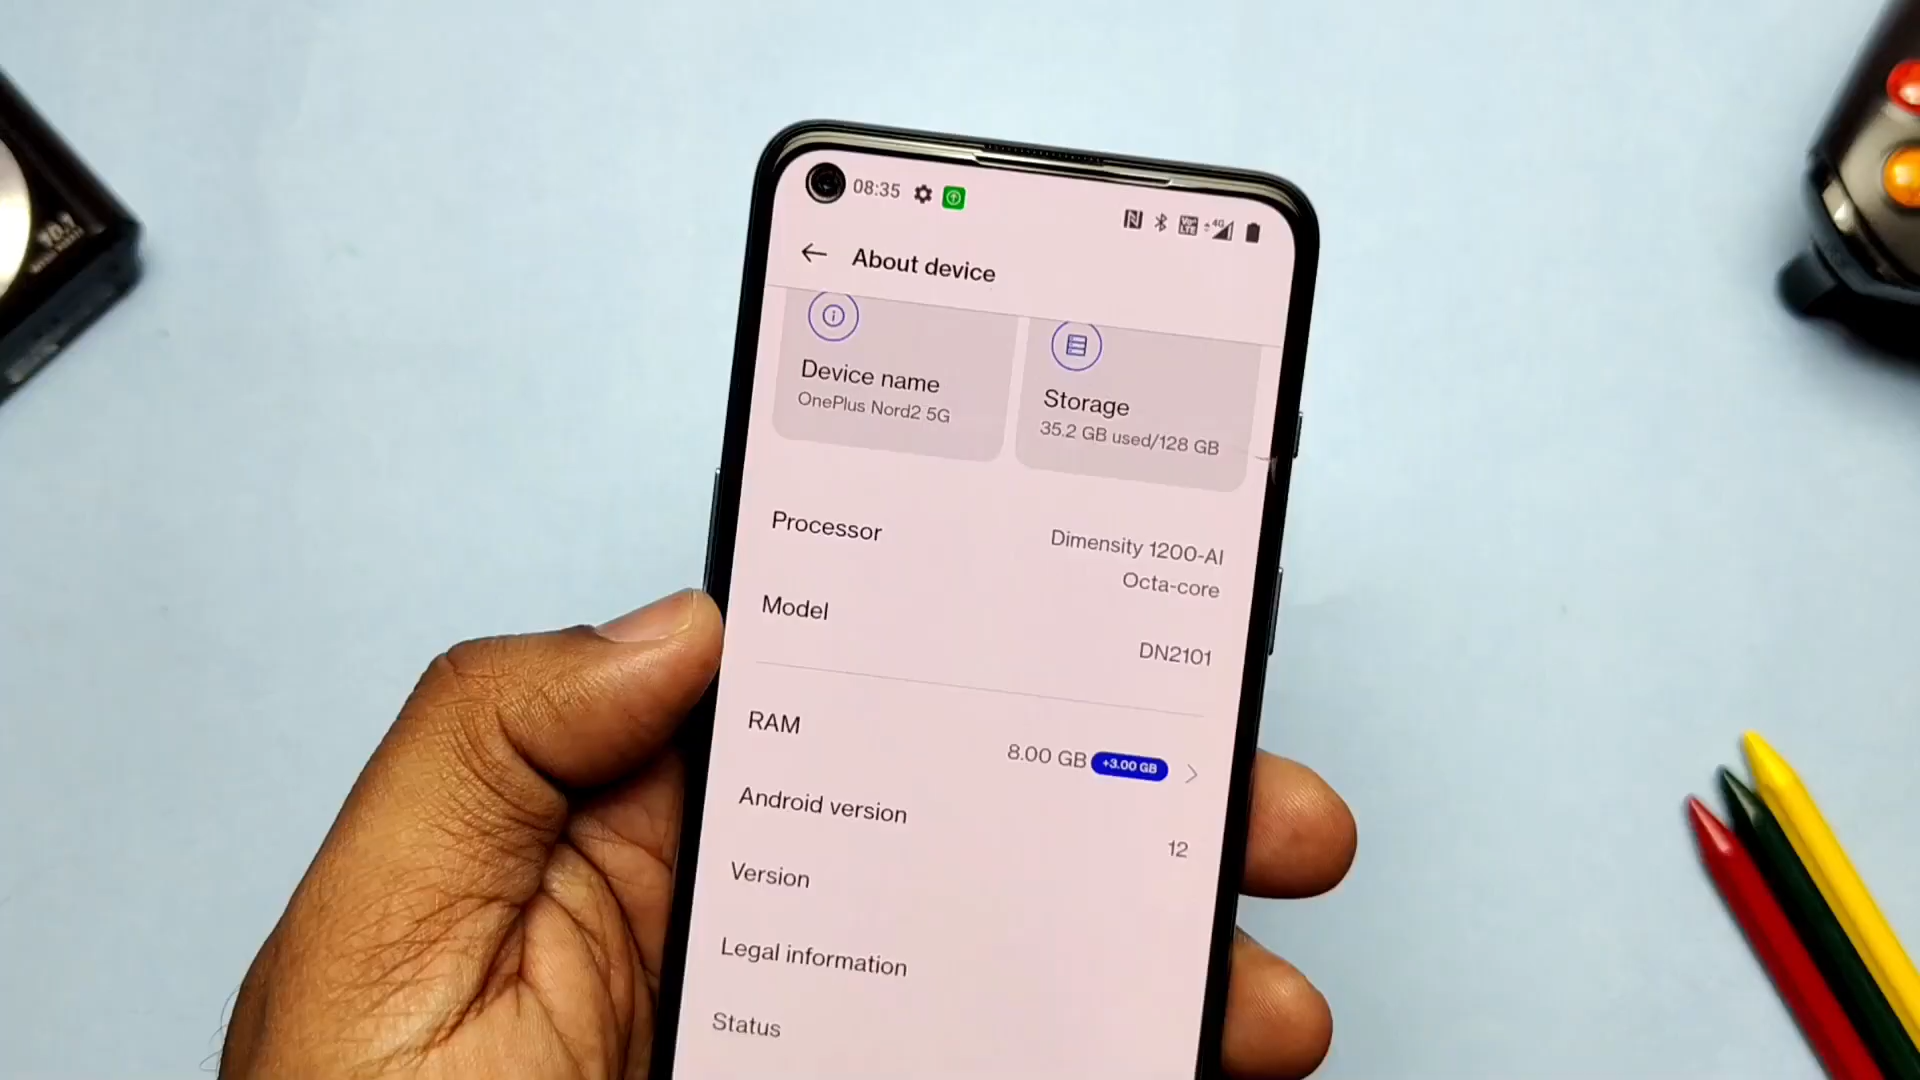 08:35
About device
Device name
OnePlus Nord2 5G
Storage
35.2 GB used/128 GB
Processor
Dimensity 1200-AI
Octa-core
Model
DN2101
RAM
8.00 GB +3.00 GB
Android version
12
Version
Legal information
Status